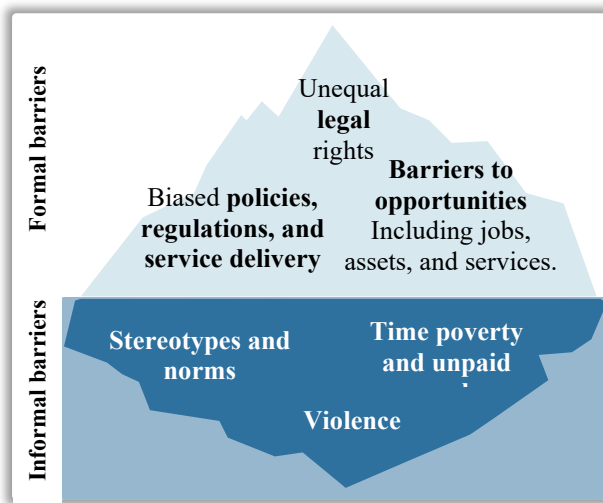 Formal barriers
Unequal
legal
rights
Barriers to
opportunities
Including jobs,
assets, and services.
Biased policies,
regulations, and
service delivery
Informal barriers
Stereotypes and
norms
Time poverty
and unpaid
Violence